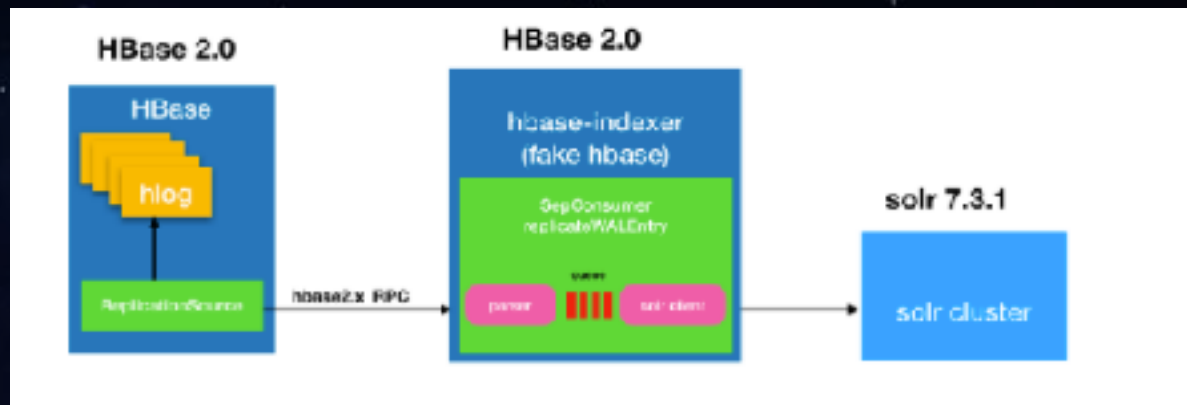 HBase 2.0
HBase
hlog
ReplicationSource
hbase2.x RPC
HBase 2.0
hbase-indexer
(fake hbase)
SepConsumer
replicateWALEntry
queue
parser
solr client
solr 7.3.1
solr cluster